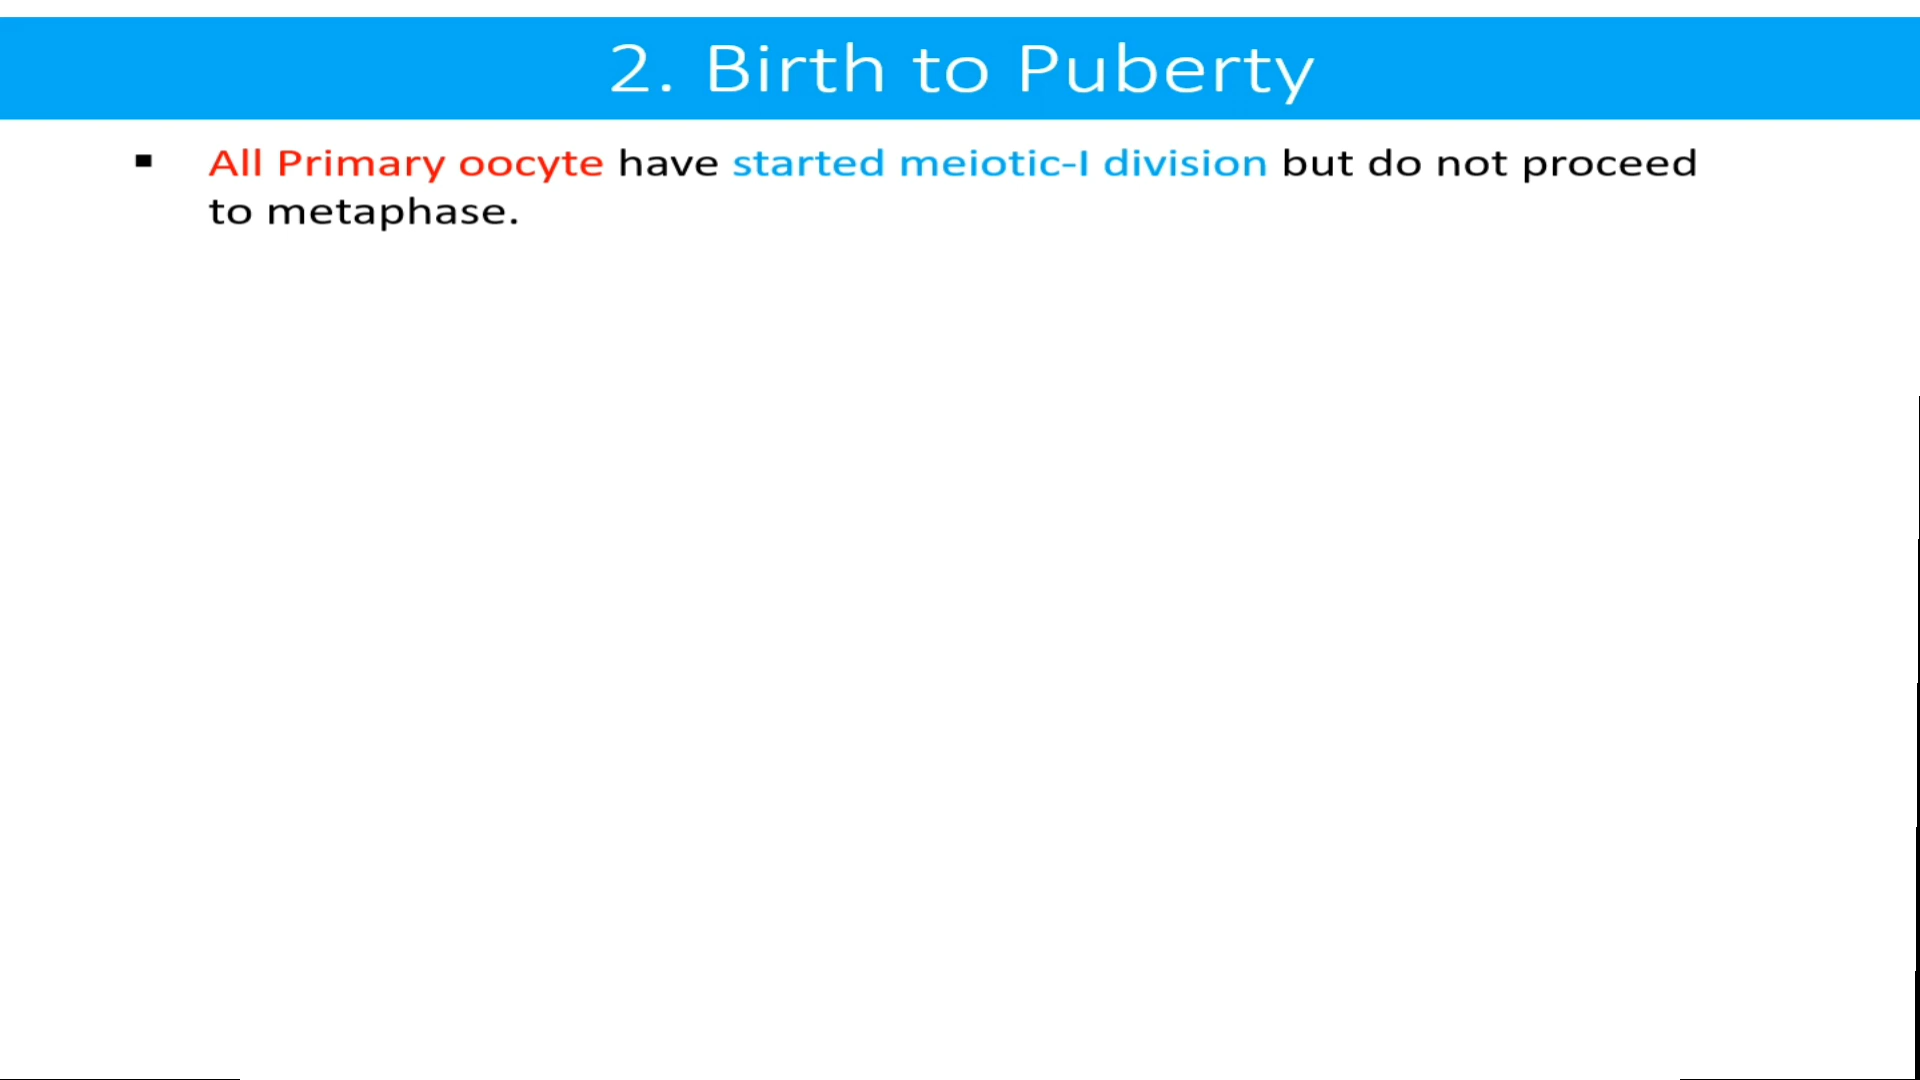 2. Birth to Puberty
▪ All Primary oocyte have started meiotic-I division but do not proceed
to metaphase.